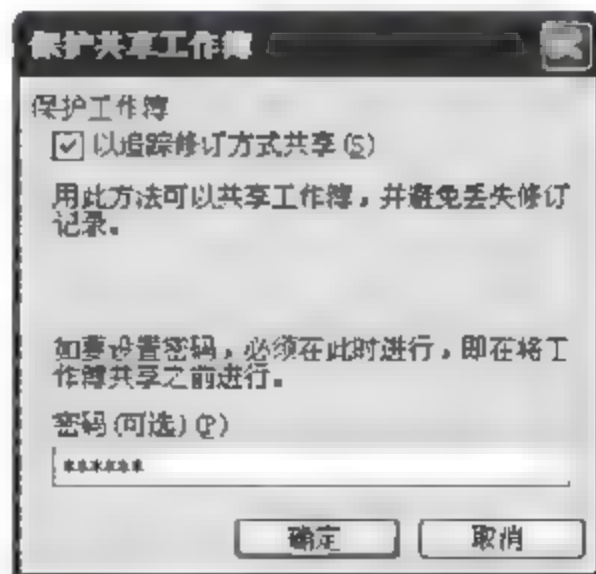 保护共享工作簿
保护工作簿
以追踪修订方式共享(S)
用此方法可以共享工作簿，并避免丢失修订
记录。
如要设置密码，必须在此时进行，即在将工
作簿共享之前进行。
密码(可选)(P)
******
确定
取消